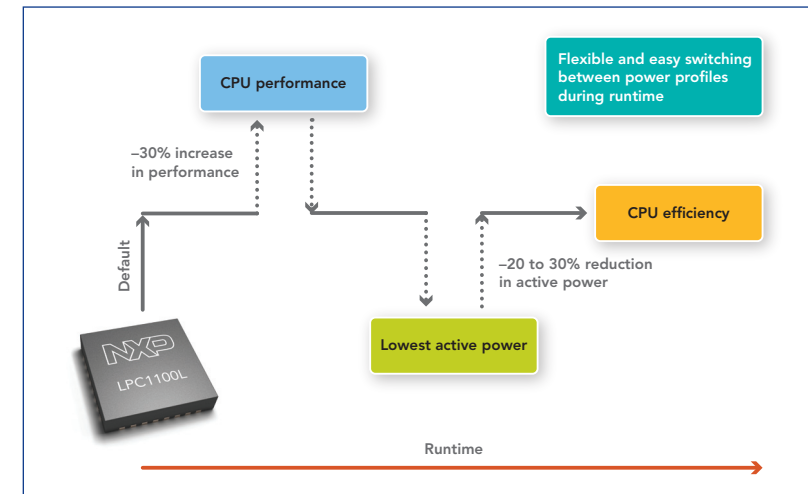 Flexible and easy switching
between power profiles
during runtime
CPU performance
–30% increase
in performance
CPU efficiency
Default
–20 to 30% reduction
in active power
Lowest active power
NXP
LPC1100L
Runtime